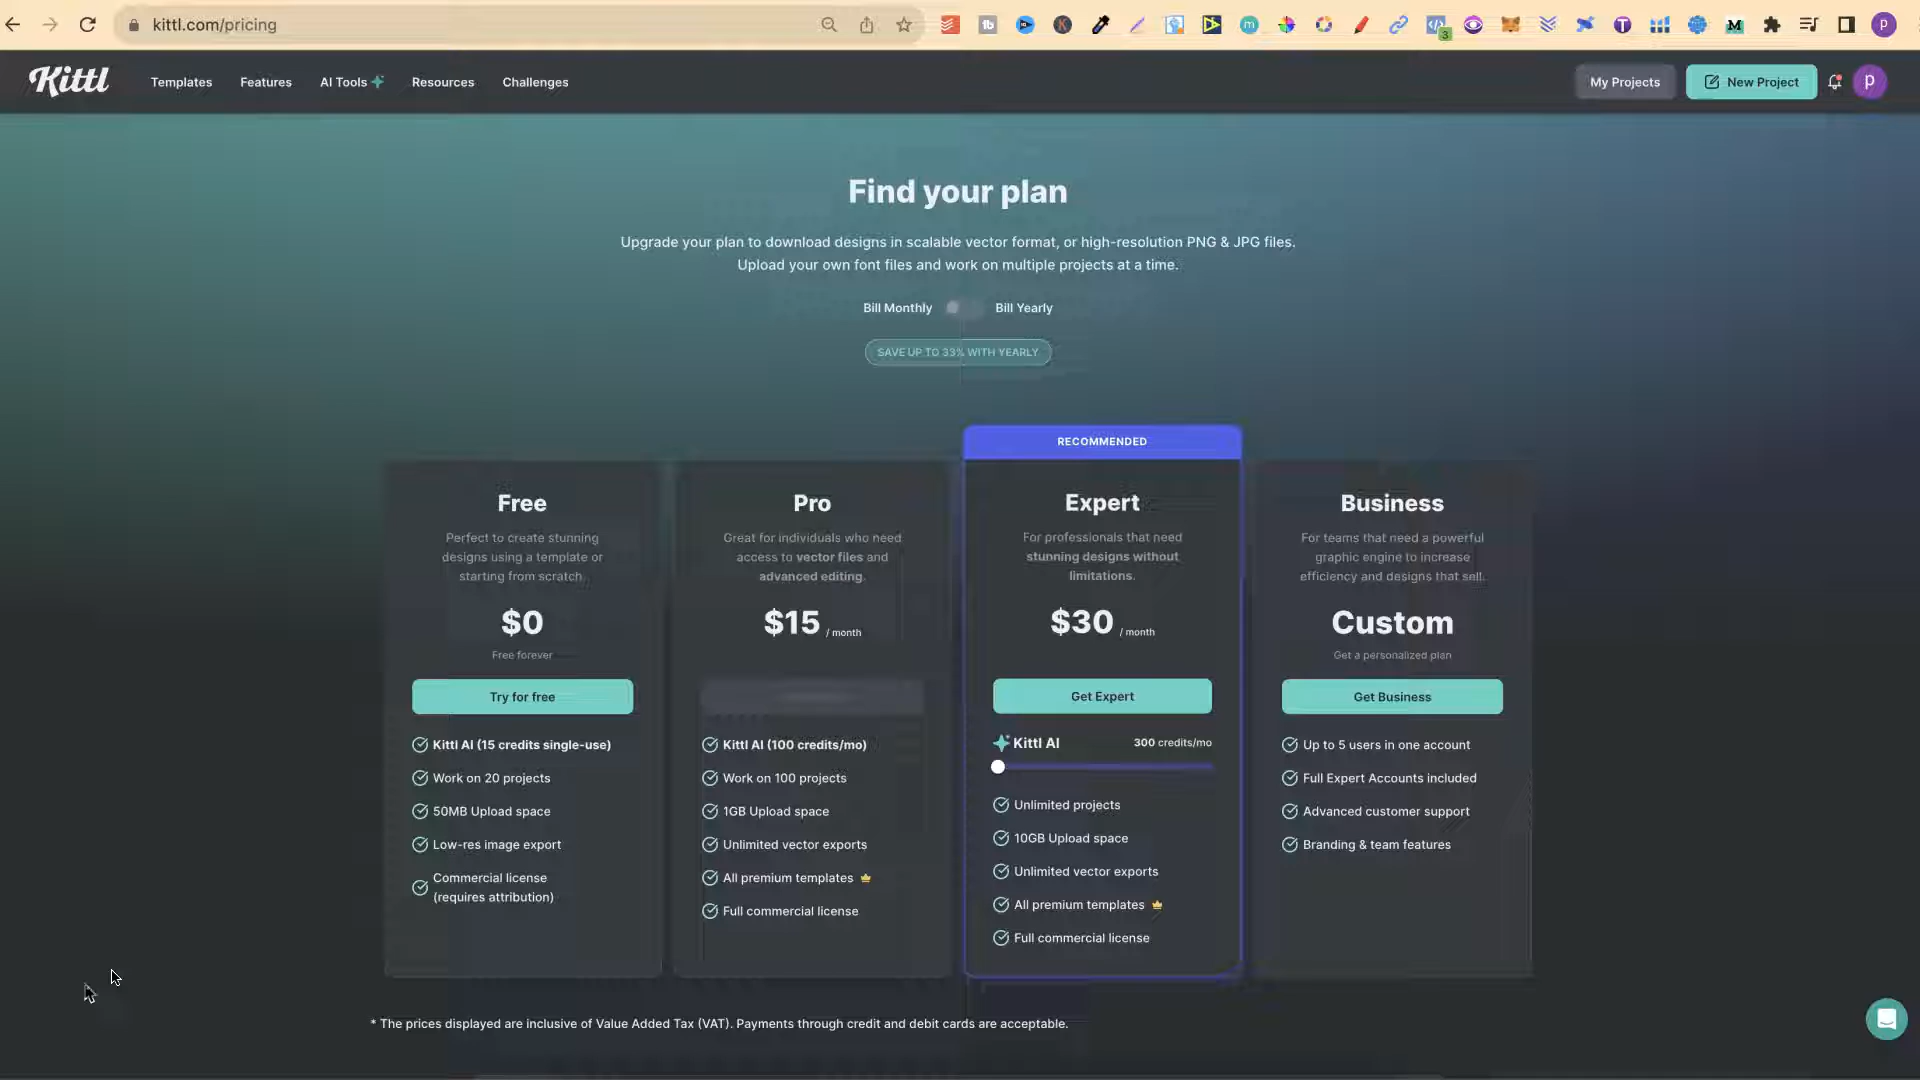 kittl.com/pricing
3
M
p
Kittl
Templates
Features
AI Tools
Resources
Challenges
My Projects
New Project
p
Find your plan
Upgrade your plan to download designs in scalable vector format, or high-resolution PNG & JPG files.
Upload your own font files and work on multiple projects at a time.
Bill Monthly
Bill Yearly
SAVE UP TO 33% WITH YEARLY
Free
Perfect to create stunning
designs using a template or
starting from scratch.
$0
Free forever
Try for free
Kittl AI (15 credits single-use)
Work on 20 projects
50MB Upload space
Low-res image export
Commercial license
(requires attribution)
Pro
Great for individuals who need
access to vector files and
advanced editing.
$15 / month
Kittl AI (100 credits/mo)
Work on 100 projects
1GB Upload space
Unlimited vector exports
All premium templates
Full commercial license
RECOMMENDED
Expert
For professionals that need
stunning designs without
limitations.
$30 / month
Get Expert
Kittl AI 300 credits/mo
Unlimited projects
10GB Upload space
Unlimited vector exports
All premium templates
Full commercial license
Business
For teams that need a powerful
graphic engine to increase
efficiency and designs that sell.
Custom
Get a personalized plan
Get Business
Up to 5 users in one account
Full Expert Accounts included
Advanced customer support
Branding & team features
* The prices displayed are inclusive of Value Added Tax (VAT). Payments through credit and debit cards are acceptable.